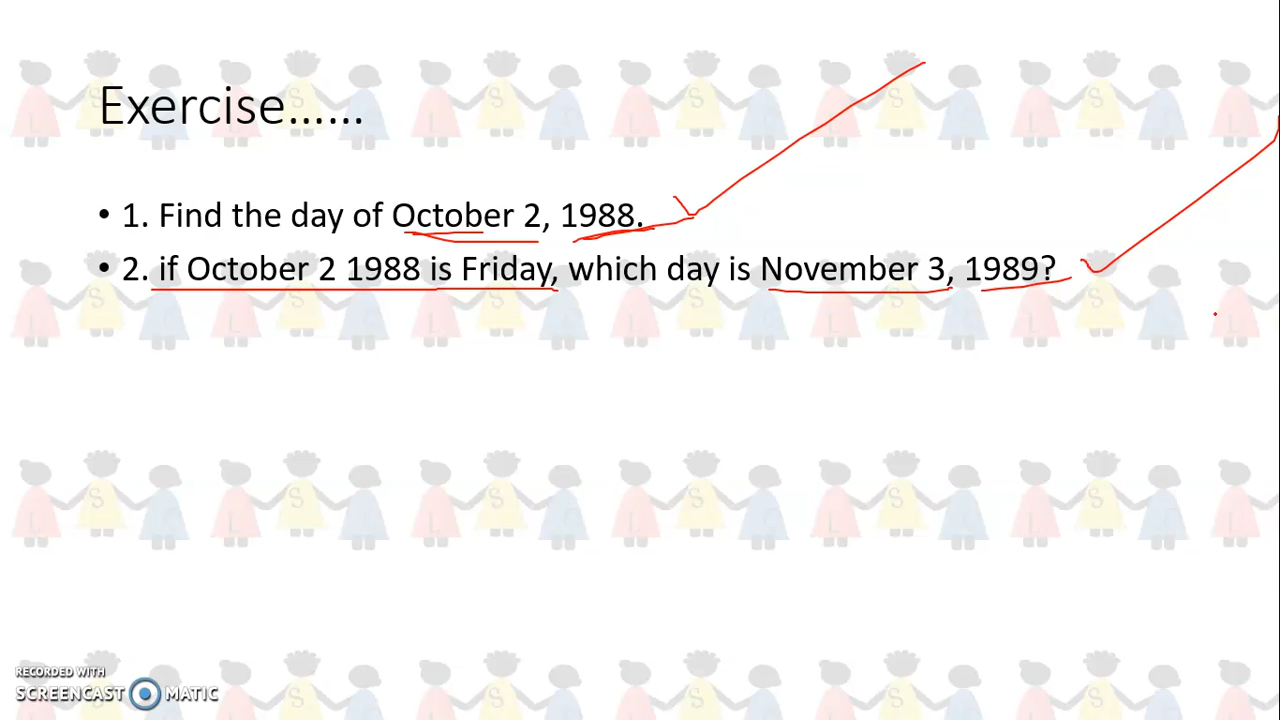 Exercise......
• 1. Find the day of October 2, 1988.
• 2. if October 2 1988 is Friday, which day is November 3, 1989?
RECORDED WITH
SCREENCAST MATIC